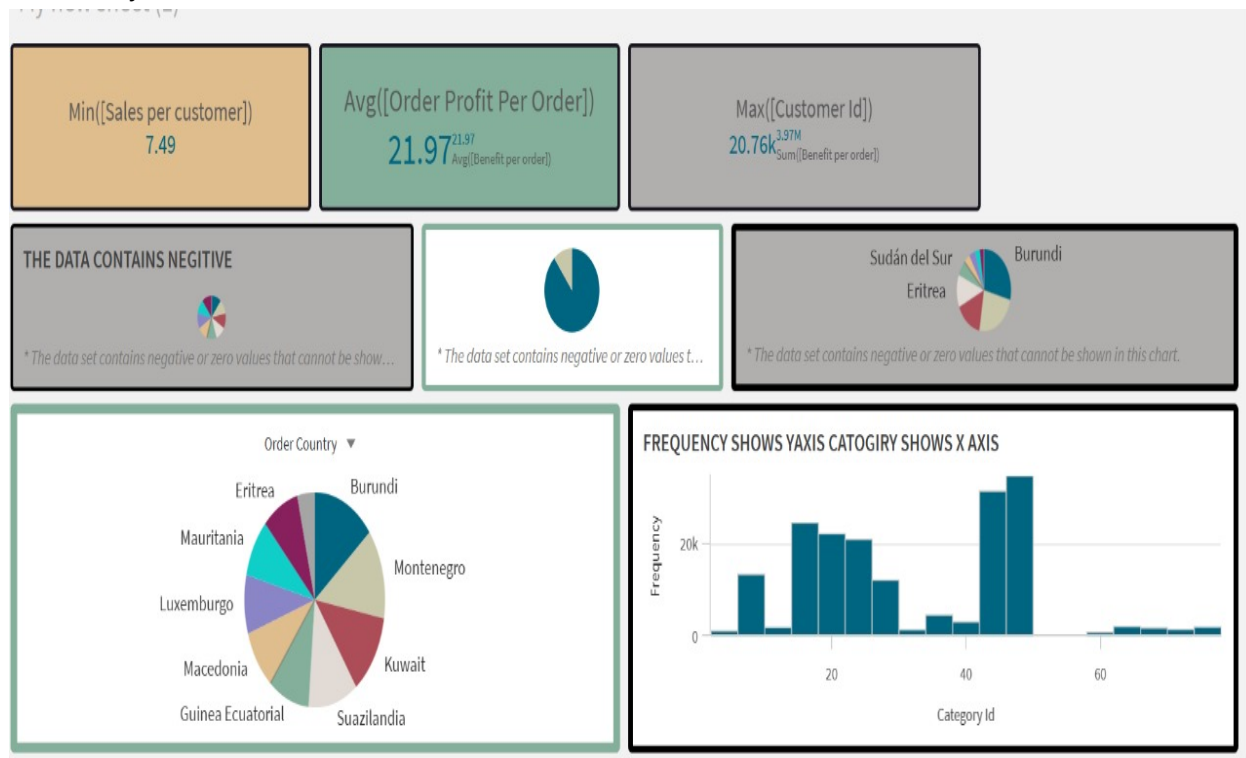 My new sheet (2)
Min([Sales per customer])
7.49
Avg([Order Profit Per Order])
21.97 21.97
Avg([Benefit per order])
Max([Customer Id])
20.76k 3.97M
Sum([Benefit per order])
THE DATA CONTAINS NEGITIVE
* The data set contains negative or zero values that cannot be show...
* The data set contains negative or zero values t...
Sudán del Sur
Burundi
Eritrea
* The data set contains negative or zero values that cannot be shown in this chart.
Order Country ▼
Eritrea
Burundi
Mauritania
Montenegro
Luxemburgo
Macedonia
Kuwait
Guinea Ecuatorial
Suazilandia
FREQUENCY SHOWS YAXIS CATOGIRY SHOWS X AXIS
Frequency
20k
0
20
40
60
Category Id